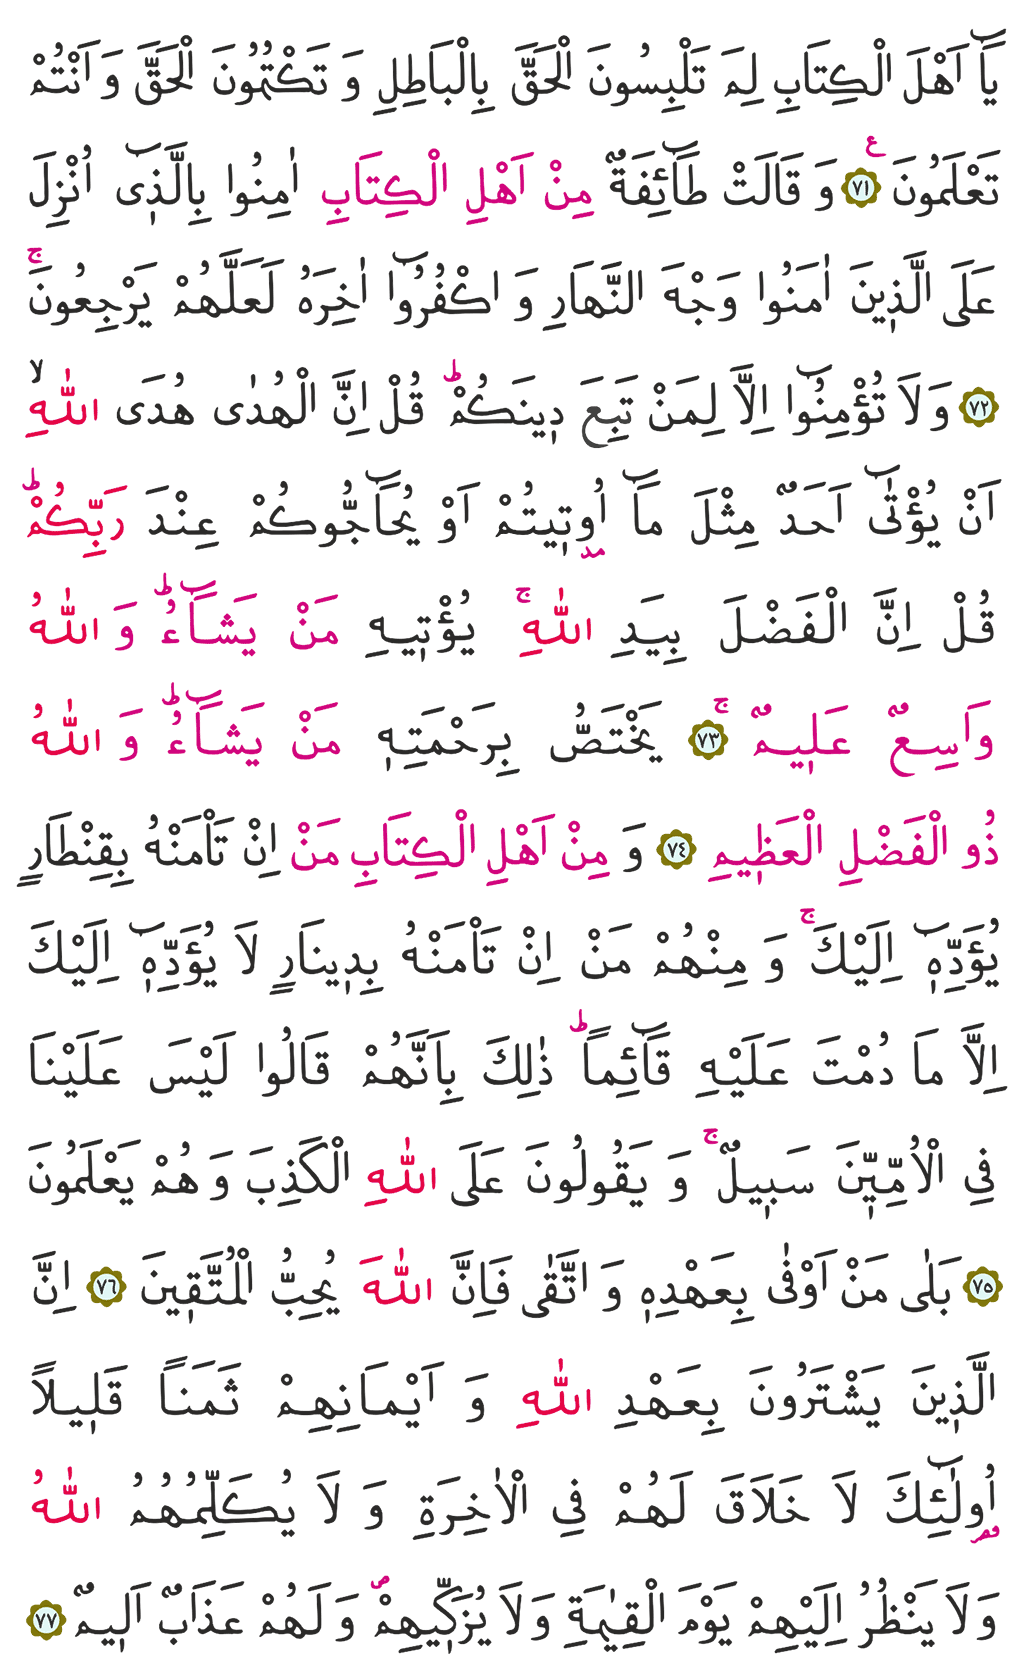 يَٓا اَهْلَ الْكِتَابِ لِمَ تَلْبِسُونَ الْحَقَّ بِالْبَاطِلِ وَ تَكْتُمُونَ الْحَقَّ وَ اَنْتُمْ
تَعْلَمُونَ ع ﴿٧١﴾ وَ قَالَتْ طَٓائِفَةٌ مِنْ اَهْلِ الْكِتَابِ اٰمِنُوا بِالَّذ۪ٓي اُنْزِلَ
عَلَى الَّذ۪ينَ اٰمَنُوا وَجْهَ النَّهَارِ وَ اكْفُرُٓوا اٰخِرَهُ لَعَلَّهُمْ يَرْجِعُونَۚ
﴿٧٢﴾ وَ لَا تُؤْمِنُٓوا اِلَّا لِمَنْ تَبِعَ د۪ينَكُمْۜ قُلْ اِنَّ الْهُدٰى هُدَى اللّٰهِۙ
اَنْ يُؤْتٰٓى اَحَدٌ مِثْلَ مَٓا اُو۫ت۪يتُمْ اَوْ يُحَٓاجُّوكُمْ عِنْدَ رَبِّكُمْۜ
قُلْ اِنَّ الْفَضْلَ بِيَدِ اللّٰهِۚ يُؤْت۪يهِ مَنْ يَشَٓاءُۜ وَ اللّٰهُ
وَاسِعٌ عَل۪يمٌۚ ﴿٧٣﴾ يَخْتَصُّ بِرَحْمَتِه۪ مَنْ يَشَٓاءُۜ وَ اللّٰهُ
ذُو الْفَضْلِ الْعَظ۪يمِ ﴿٧٤﴾ وَ مِنْ اَهْلِ الْكِتَابِ مَنْ اِنْ تَأْمَنْهُ بِقِنْطَارٍ
يُؤَدِّه۪ٓ اِلَيْكَۚ وَ مِنْهُمْ مَنْ اِنْ تَأْمَنْهُ بِد۪ينَارٍ لَا يُؤَدِّه۪ٓ اِلَيْكَ
اِلَّا مَا دُمْتَ عَلَيْهِ قَٓائِماًۜ ذٰلِكَ بِاَنَّهُمْ قَالُوا لَيْسَ عَلَيْنَا
فِي الْاُمِّيّ۪نَ سَب۪يلٌۚ وَ يَقُولُونَ عَلَى اللّٰهِ الْكَذِبَ وَ هُمْ يَعْلَمُونَ
﴿٧٥﴾ بَلٰى مَنْ اَوْفٰى بِعَهْدِه۪ وَ اتَّقٰى فَاِنَّ اللّٰهَ يُحِبُّ الْمُتَّق۪ينَ ﴿٧٦﴾ اِنَّ
الَّذ۪ينَ يَشْتَرُونَ بِعَهْدِ اللّٰهِ وَ اَيْمَانِهِمْ ثَمَناً قَل۪يلاً
اُو۬لٰٓئِكَ لَا خَلَاقَ لَهُمْ فِي الْاٰخِرَةِ وَ لَا يُكَلِّمُهُمُ اللّٰهُ
وَ لَا يَنْظُرُ اِلَيْهِمْ يَوْمَ الْقِيٰمَةِ وَ لَا يُزَكّ۪يهِمْۖ وَ لَهُمْ عَذَابٌ اَل۪يمٌ ﴿٧٧﴾